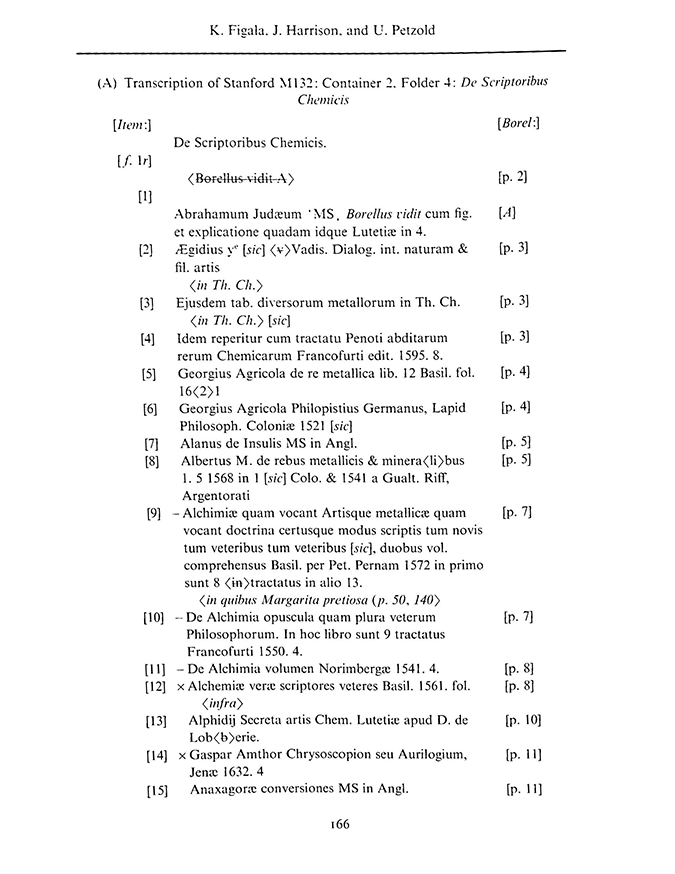 K. Figala, J. Harrison, and U. Petzold
(A) Transcription of Stanford M132: Container 2, Folder 4: De Scriptoribus
Chemicis
[Item:] [Borel:]
De Scriptoribus Chemicis.
[f. 1r]
⟨Borellus vidit A⟩ [p. 2]
[1]
Abrahamum Judæum ‘MS, Borellus vidit cum fig. [A]
et explicatione quadam idque Lutetiæ in 4.
[2] Ægidius yᵉ [sic] ⟨v⟩Vadis. Dialog. int. naturam & [p. 3]
fil. artis
⟨in Th. Ch.⟩
[3] Ejusdem tab. diversorum metallorum in Th. Ch. [p. 3]
⟨in Th. Ch.⟩ [sic]
[4] Idem reperitur cum tractatu Penoti abditarum [p. 3]
rerum Chemicarum Francofurti edit. 1595. 8.
[5] Georgius Agricola de re metallica lib. 12 Basil. fol. [p. 4]
16⟨2⟩1
[6] Georgius Agricola Philopistius Germanus, Lapid [p. 4]
Philosoph. Coloniæ 1521 [sic]
[7] Alanus de Insulis MS in Angl. [p. 5]
[8] Albertus M. de rebus metallicis & minera⟨li⟩bus [p. 5]
l. 5 1568 in 1 [sic] Colo. & 1541 a Gualt. Riff,
Argentorati
[9] – Alchimiæ quam vocant Artisque metallicæ quam [p. 7]
vocant doctrina certusque modus scriptis tum novis
tum veteribus tum veteribus [sic], duobus vol.
comprehensus Basil. per Pet. Pernam 1572 in primo
sunt 8 ⟨in⟩tractatus in alio 13.
⟨in quibus Margarita pretiosa (p. 50, 140⟩
[10] – De Alchimia opuscula quam plura veterum [p. 7]
Philosophorum. In hoc libro sunt 9 tractatus
Francofurti 1550. 4.
[11] – De Alchimia volumen Norimbergæ 1541. 4. [p. 8]
[12] × Alchemiæ veræ scriptores veteres Basil. 1561. fol. [p. 8]
⟨infra⟩
[13] Alphidij Secreta artis Chem. Lutetiæ apud D. de [p. 10]
Lob⟨b⟩erie.
[14] × Gaspar Amthor Chrysoscopion seu Aurilogium, [p. 11]
Jenæ 1632. 4
[15] Anaxagoræ conversiones MS in Angl. [p. 11]
166